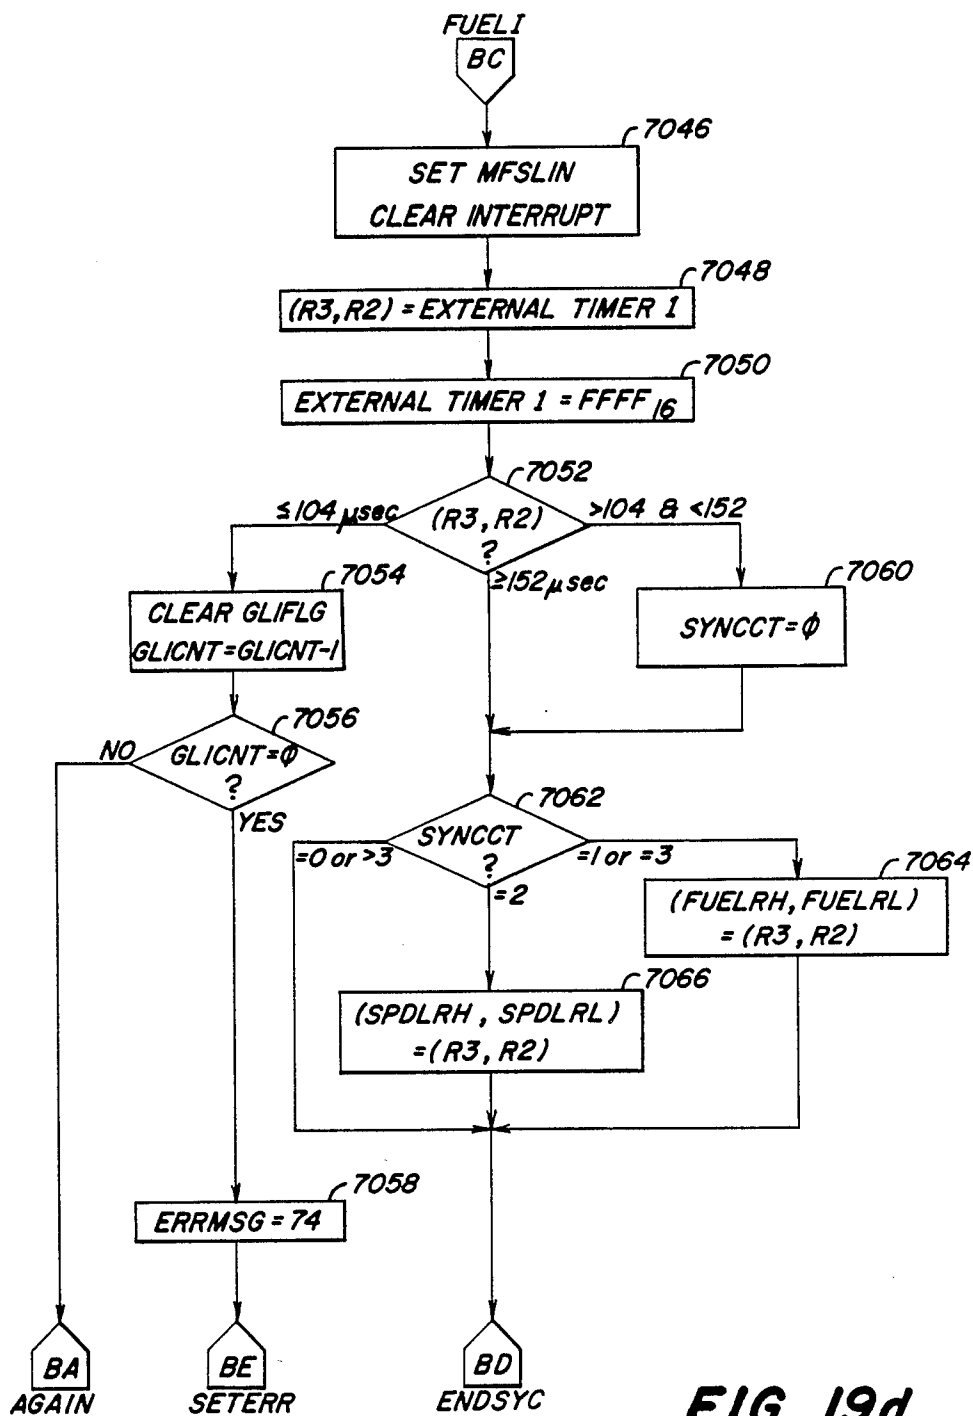 FUELI
BC
7046
SET MFSLIN
CLEAR INTERRUPT
7048
(R3,R2) = EXTERNAL TIMER 1
7050
EXTERNAL TIMER 1 = FFFF16
7052
≤104 μsec
(R3,R2)
?
>104 & <152
≥152 μsec
7054
CLEAR GLIFLG
GLICNT=GLICNT-1
7060
SYNCCT=ϕ
7056
NO
GLICNT=ϕ
?
YES
7062
SYNCCT
?
=0 or >3
=1 or =3
=2
7064
(FUELRH, FUELRL)
= (R3, R2)
7066
(SPDLRH, SPDLRL)
=(R3, R2)
7058
ERRMSG = 74
BA
AGAIN
BE
SETERR
BD
ENDSYC
FIG. 19d